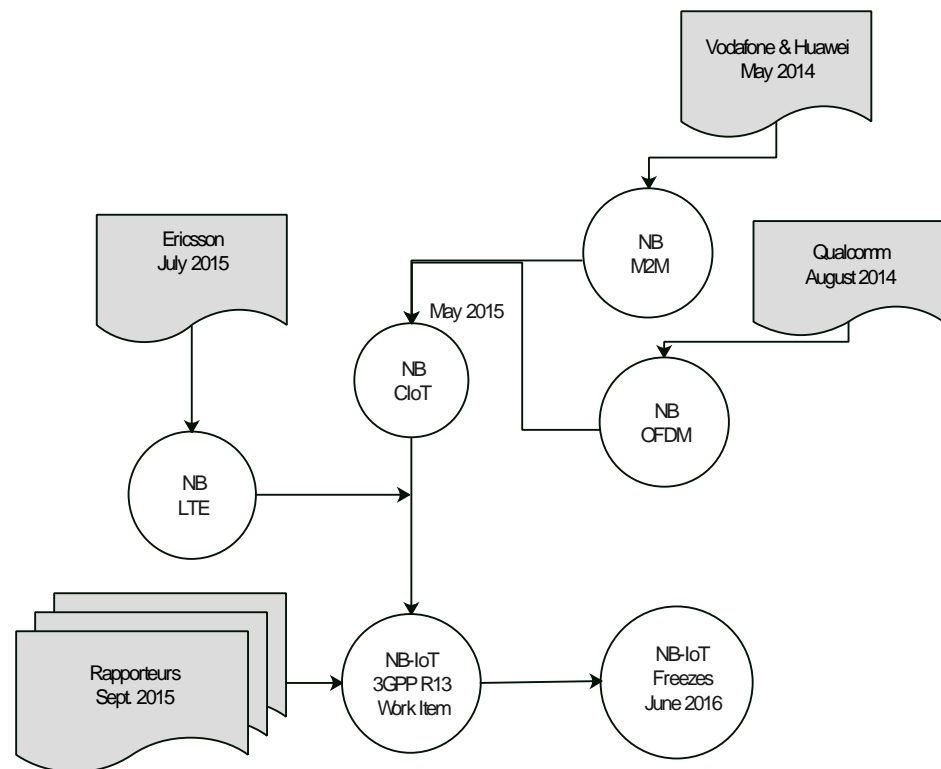 Vodafone & Huawei
May 2014
Ericsson
July 2015
NB
M2M
Qualcomm
August 2014
May 2015
NB
CIoT
NB
OFDM
NB
LTE
Rapporteurs
Sept. 2015
NB-IoT
3GPP R13
Work Item
NB-IoT
Freezes
June 2016